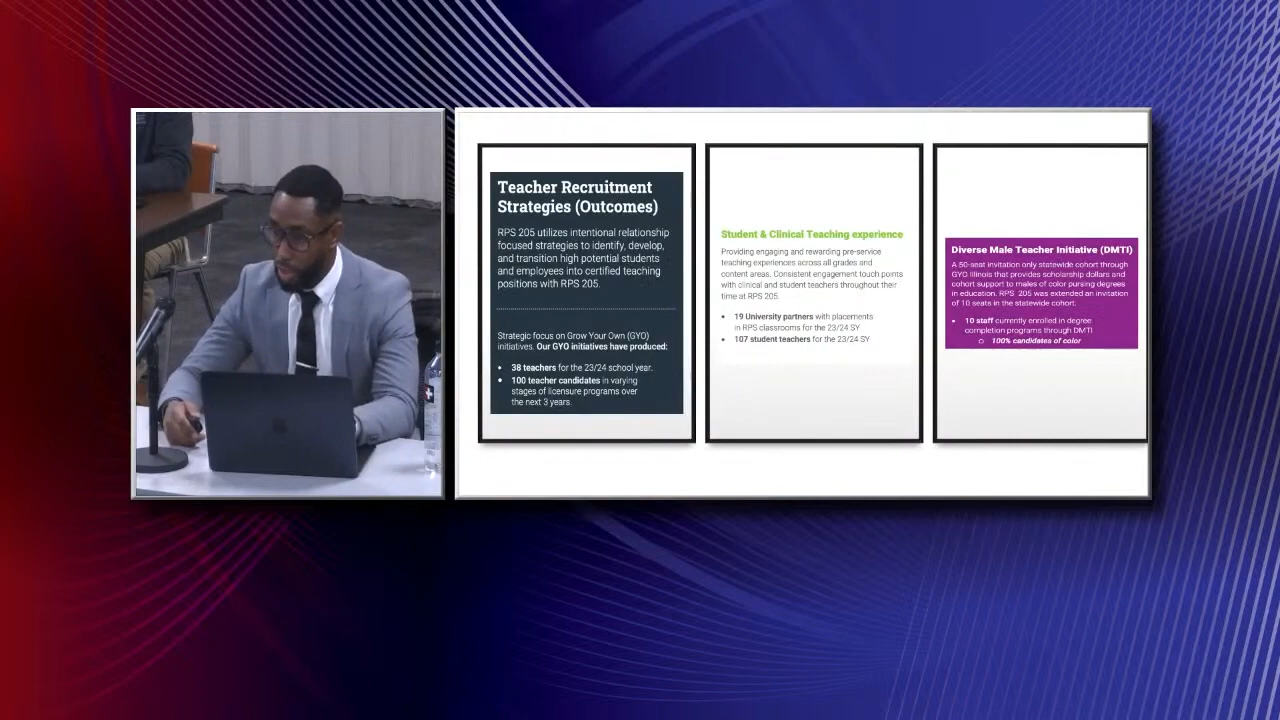 Teacher Recruitment
Strategies (Outcomes)
RPS 205 utilizes intentional relationship
focused strategies to identify, develop,
and transition high potential students
and employees into certified teaching
positions with RPS 205.
Strategic focus on Grow Your Own (GYO)
initiatives. Our GYO initiatives have produced:
• 38 teachers for the 23/24 school year.
• 100 teacher candidates in varying
stages of licensure programs over
the next 3 years.
Student & Clinical Teaching experience
Providing engaging and rewarding pre-service
teaching experiences across all grades and
content areas. Consistent engagement touch points
with clinical and student teachers throughout their
time at RPS 205.
• 19 University partners with placements
in RPS classrooms for the 23/24 SY
• 107 student teachers for the 23/24 SY
Diverse Male Teacher Initiative (DMTI)
A 50-seat invitation only statewide cohort through
GYO Illinois that provides scholarship dollars and
cohort support to males of color pursing degrees
in education. RPS 205 was extended an invitation
of 10 seats in the statewide cohort.
• 10 staff currently enrolled in degree
completion programs through DMTI
○ 100% candidates of color